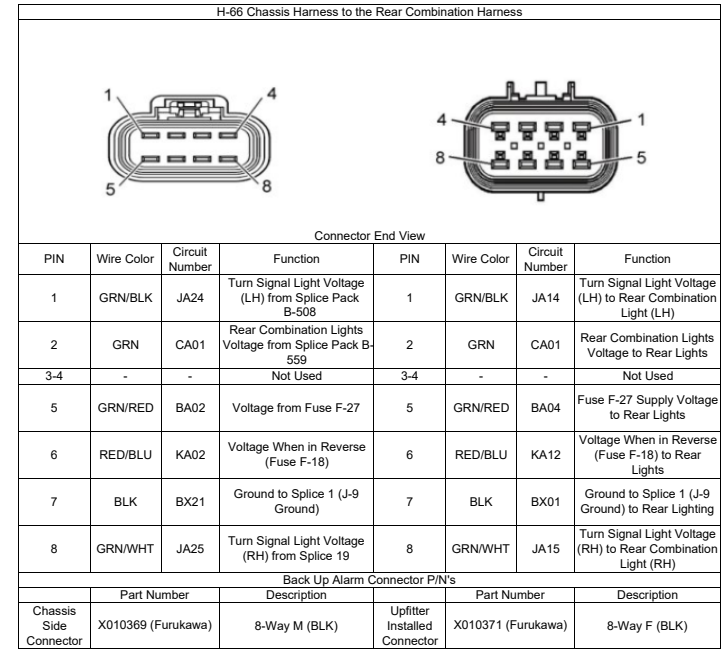 H-66 Chassis Harness to the Rear Combination Harness
1
4
5
8
4
1
8
5
Connector End View
PIN Wire Color Circuit Number Function PIN Wire Color Circuit Number Function
1 GRN/BLK JA24 Turn Signal Light Voltage (LH) from Splice Pack B-508 1 GRN/BLK JA14 Turn Signal Light Voltage (LH) to Rear Combination Light (LH)
2 GRN CA01 Rear Combination Lights Voltage from Splice Pack B-559 2 GRN CA01 Rear Combination Lights Voltage to Rear Lights
3-4 - - Not Used 3-4 - - Not Used
5 GRN/RED BA02 Voltage from Fuse F-27 5 GRN/RED BA04 Fuse F-27 Supply Voltage to Rear Lights
6 RED/BLU KA02 Voltage When in Reverse (Fuse F-18) 6 RED/BLU KA12 Voltage When in Reverse (Fuse F-18) to Rear Lights
7 BLK BX21 Ground to Splice 1 (J-9 Ground) 7 BLK BX01 Ground to Splice 1 (J-9 Ground) to Rear Lighting
8 GRN/WHT JA25 Turn Signal Light Voltage (RH) from Splice 19 8 GRN/WHT JA15 Turn Signal Light Voltage (RH) to Rear Combination Light (RH)
Back Up Alarm Connector P/N's
Part Number Description Part Number Description
Chassis Side Connector X010369 (Furukawa) 8-Way M (BLK) Upfitter Installed Connector X010371 (Furukawa) 8-Way F (BLK)